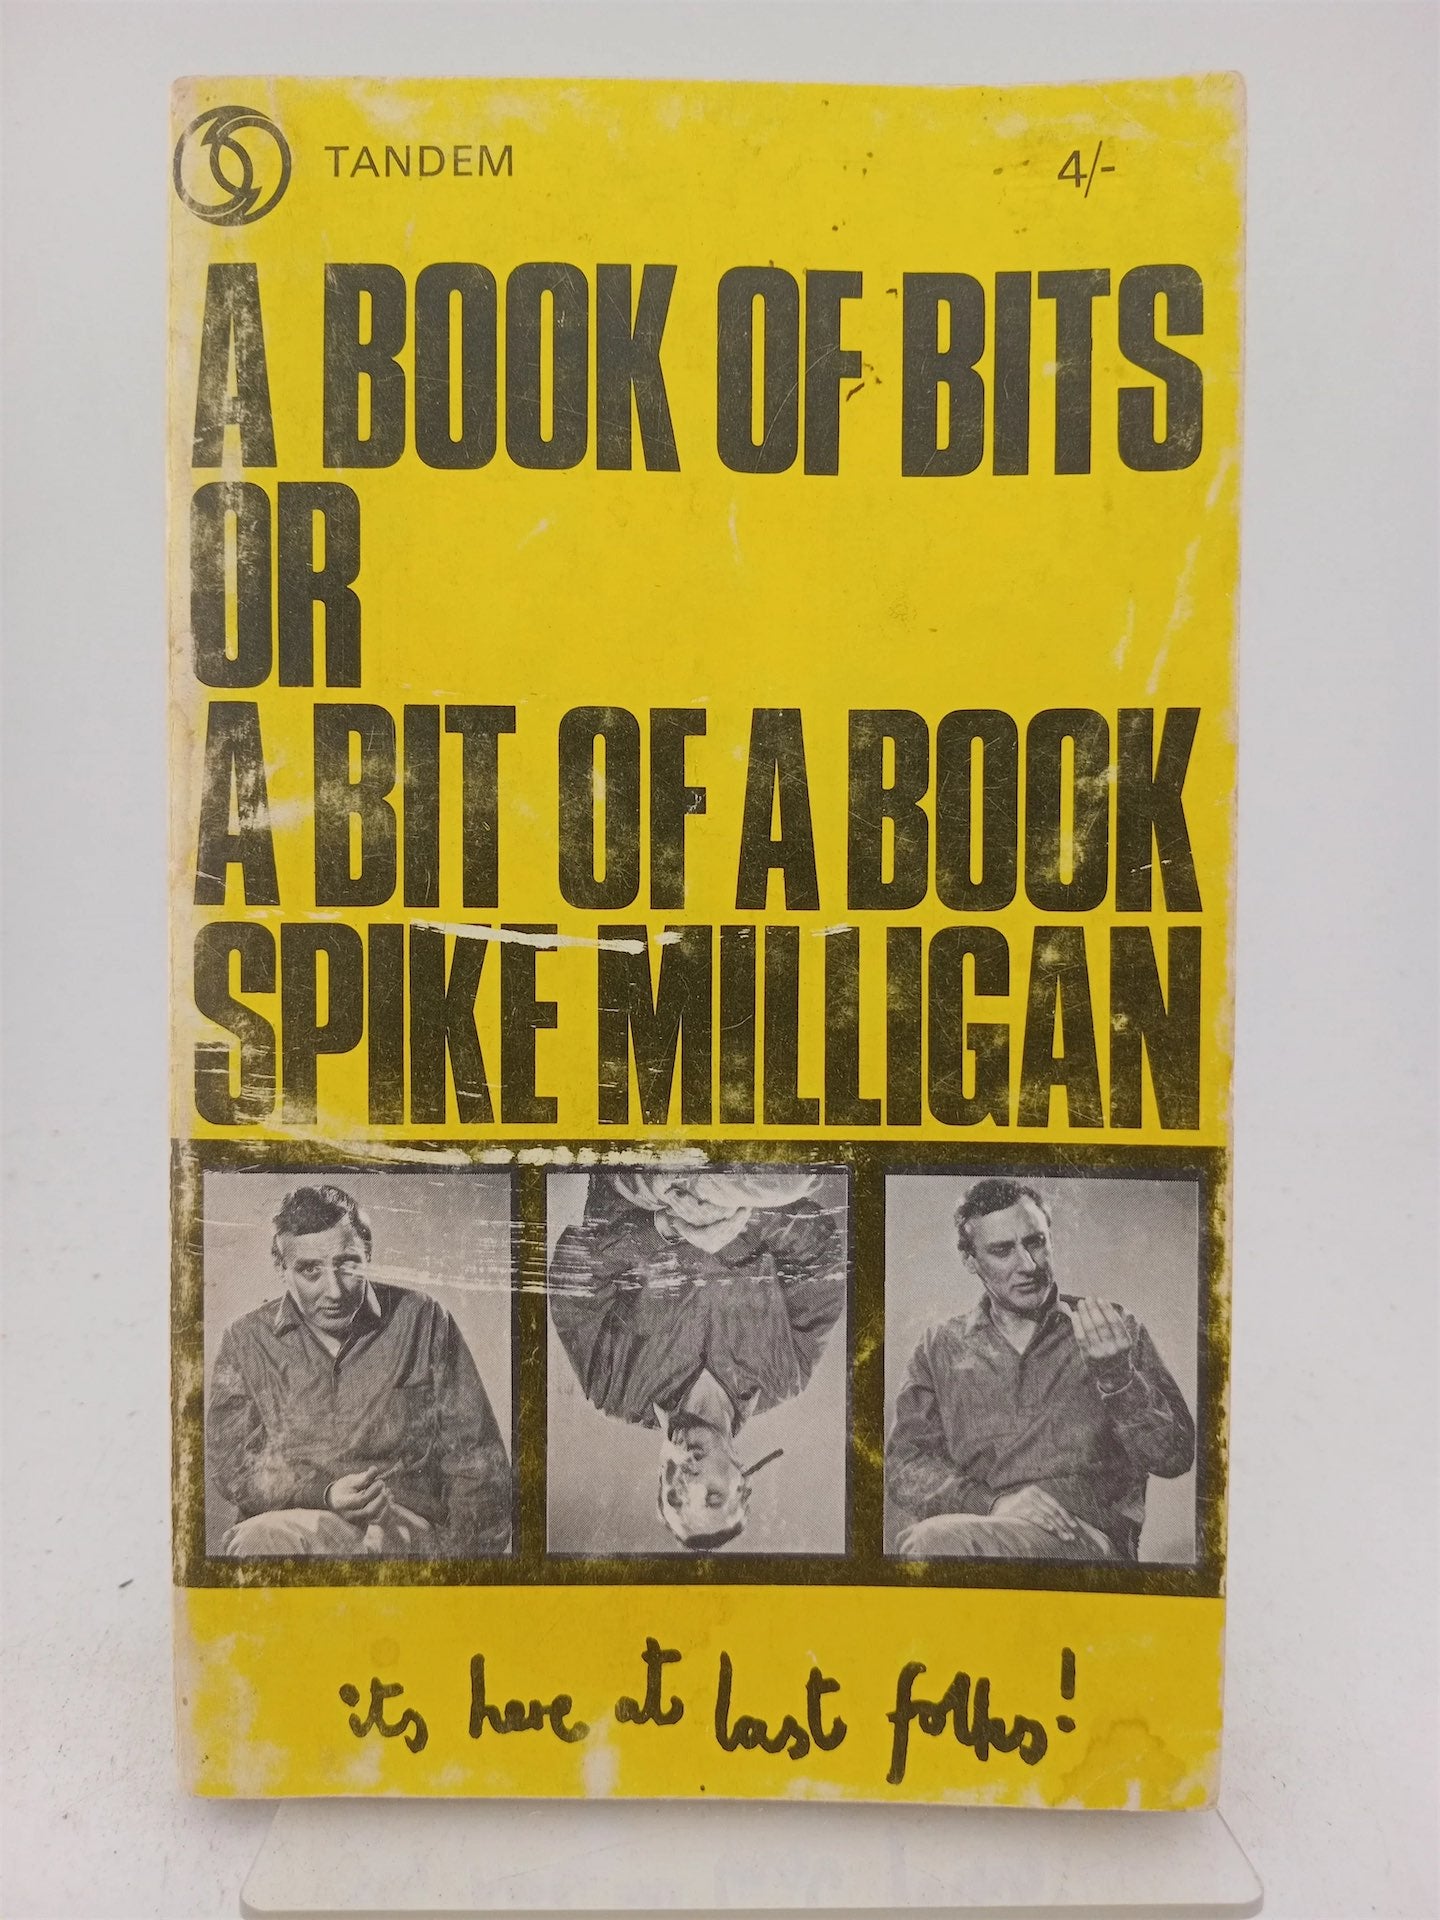 TANDEM 4/-
A BOOK OF BITS
OR
A BIT OF A BOOK
SPIKE MILLIGAN
its here at last folks!